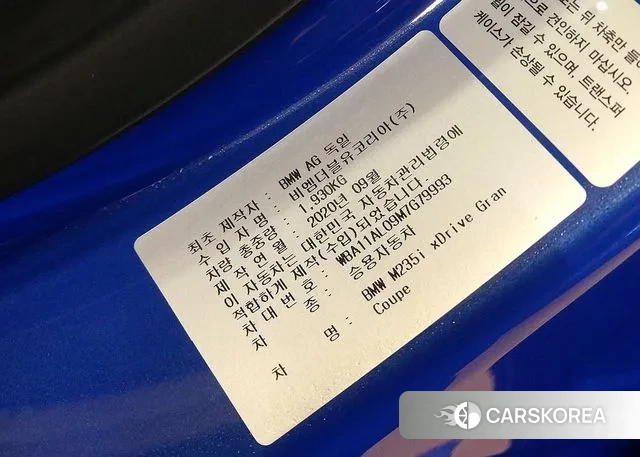 최초 제작자 : BMW AG 독일
수입 자명 : 비엔더블유코리아(주)
차량 총중량 : 1,930KG
제작연월 : 2020년 09월
이 자동차는 대한민국 자동차관리법령에
적합하게 제작(수입)되었습니다.
차대번호 : WBA11AL09M7G79993
차 종 : 승용자동차
차 명 : BMW M235i xDrive Gran
Coupe
뒤 차축만
잠길 수 있으며, 트랜스퍼
견인하지 마십시오.
케이스가 손상될 수 있습니다.
CARSKOREA